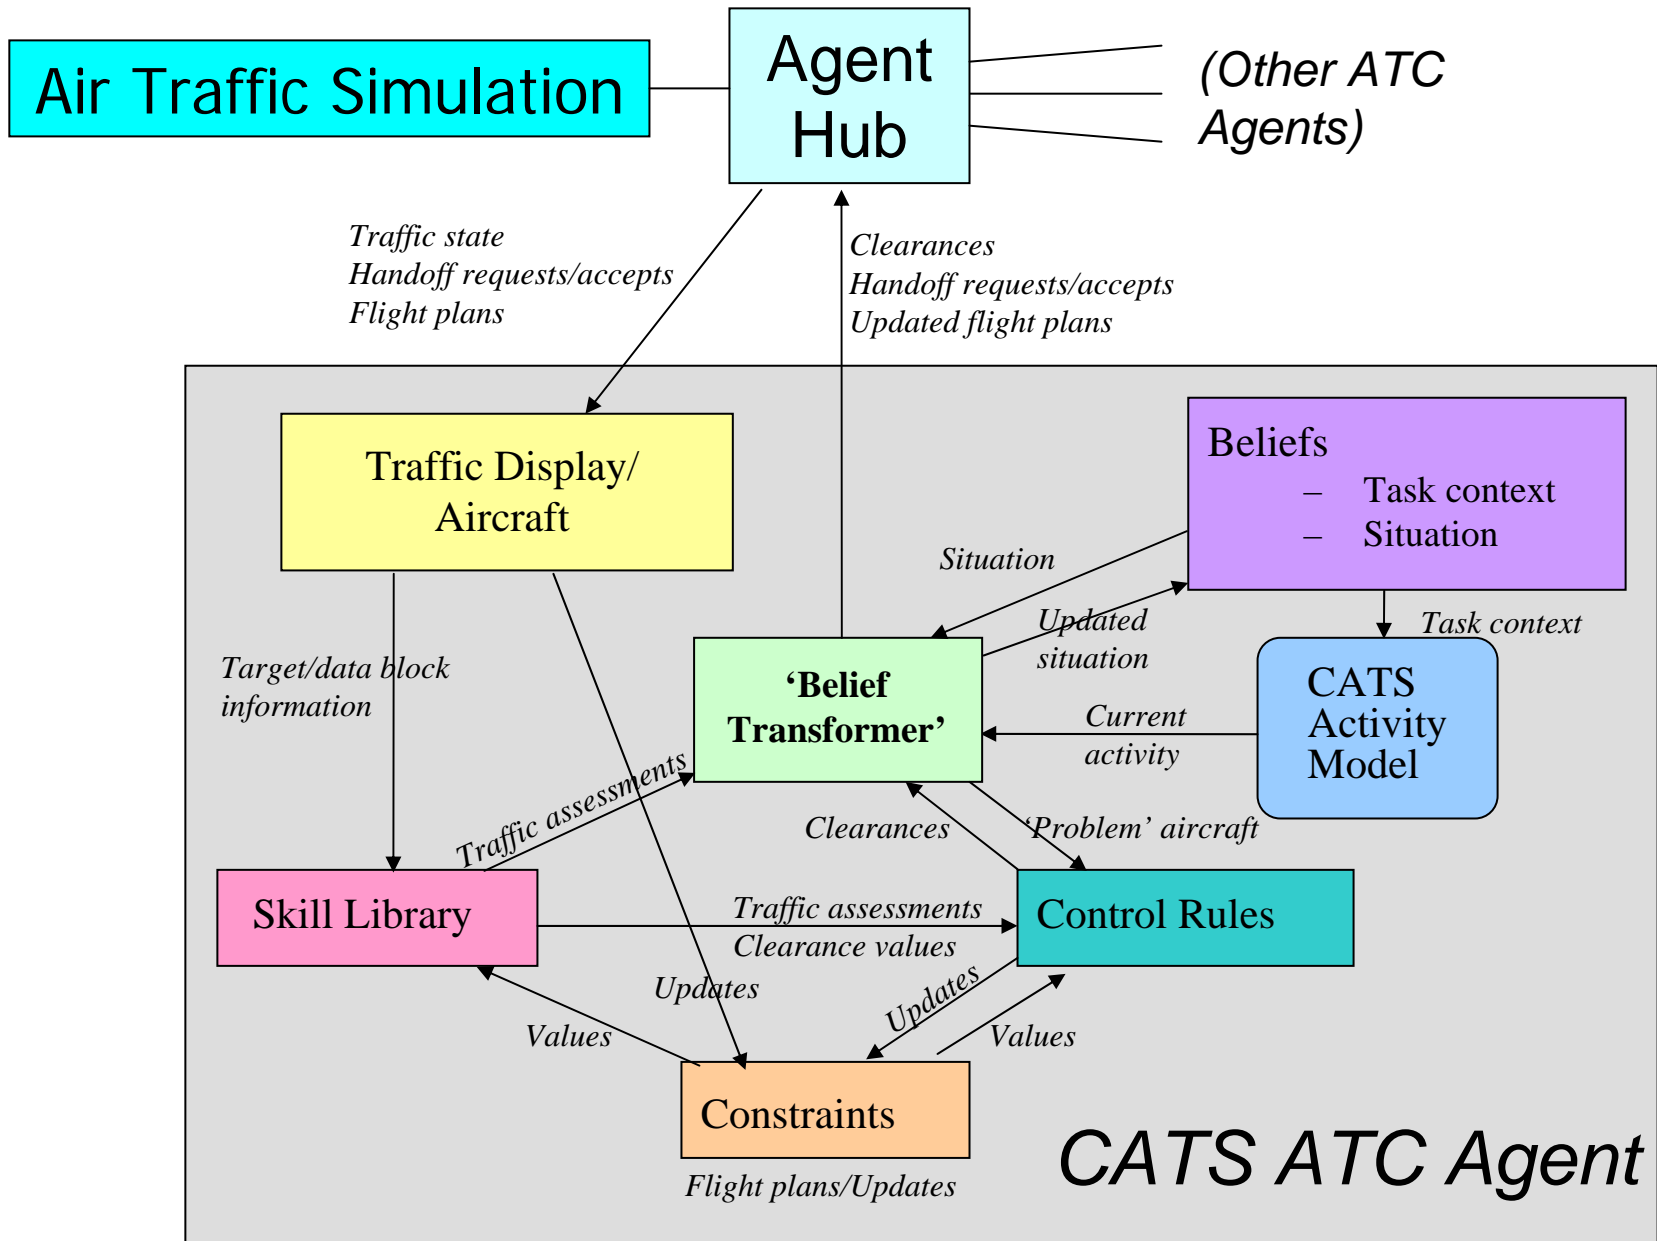 Air Traffic Simulation
Agent
Hub
(Other ATC
Agents)
Traffic state
Handoff requests/accepts
Flight plans
Clearances
Handoff requests/accepts
Updated flight plans
Traffic Display/
Aircraft
Beliefs
– Task context
– Situation
Situation
Updated
situation
Task context
Target/data block
information
‘Belief
Transformer’
Current
activity
CATS
Activity
Model
Traffic assessments
Clearances
‘Problem’ aircraft
Skill Library
Traffic assessments
Clearance values
Control Rules
Updates
Updates
Values
Values
Constraints
Flight plans/Updates
CATS ATC Agent